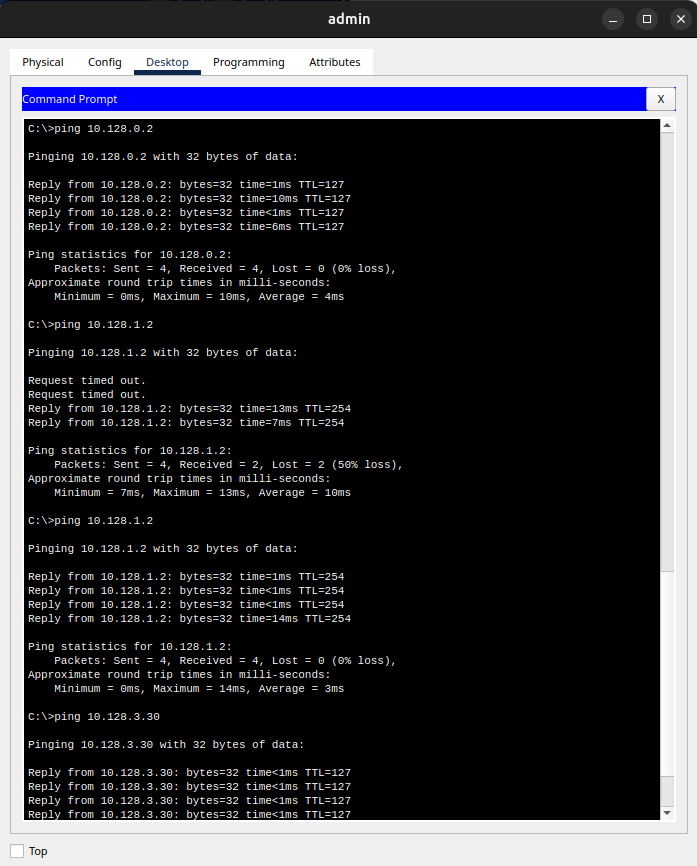 admin
Physical Config Desktop Programming Attributes
Command Prompt X
C:\>ping 10.128.0.2
Pinging 10.128.0.2 with 32 bytes of data:
Reply from 10.128.0.2: bytes=32 time=1ms TTL=127
Reply from 10.128.0.2: bytes=32 time=10ms TTL=127
Reply from 10.128.0.2: bytes=32 time<1ms TTL=127
Reply from 10.128.0.2: bytes=32 time=6ms TTL=127
Ping statistics for 10.128.0.2:
Packets: Sent = 4, Received = 4, Lost = 0 (0% loss),
Approximate round trip times in milli-seconds:
Minimum = 0ms, Maximum = 10ms, Average = 4ms
C:\>ping 10.128.1.2
Pinging 10.128.1.2 with 32 bytes of data:
Request timed out.
Request timed out.
Reply from 10.128.1.2: bytes=32 time=13ms TTL=254
Reply from 10.128.1.2: bytes=32 time=7ms TTL=254
Ping statistics for 10.128.1.2:
Packets: Sent = 4, Received = 2, Lost = 2 (50% loss),
Approximate round trip times in milli-seconds:
Minimum = 7ms, Maximum = 13ms, Average = 10ms
C:\>ping 10.128.1.2
Pinging 10.128.1.2 with 32 bytes of data:
Reply from 10.128.1.2: bytes=32 time=1ms TTL=254
Reply from 10.128.1.2: bytes=32 time<1ms TTL=254
Reply from 10.128.1.2: bytes=32 time<1ms TTL=254
Reply from 10.128.1.2: bytes=32 time=14ms TTL=254
Ping statistics for 10.128.1.2:
Packets: Sent = 4, Received = 4, Lost = 0 (0% loss),
Approximate round trip times in milli-seconds:
Minimum = 0ms, Maximum = 14ms, Average = 3ms
C:\>ping 10.128.3.30
Pinging 10.128.3.30 with 32 bytes of data:
Reply from 10.128.3.30: bytes=32 time<1ms TTL=127
Reply from 10.128.3.30: bytes=32 time<1ms TTL=127
Reply from 10.128.3.30: bytes=32 time<1ms TTL=127
Reply from 10.128.3.30: bytes=32 time<1ms TTL=127
Top